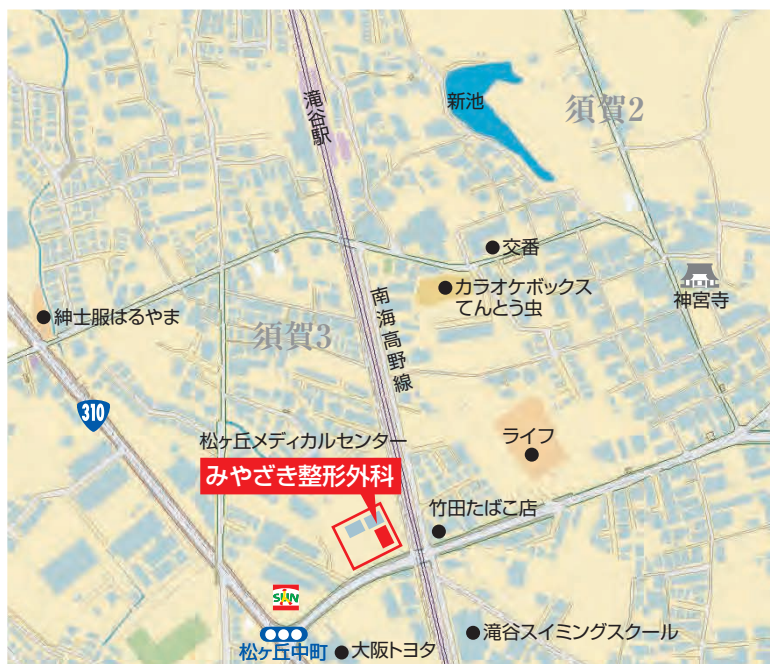 新池
須賀2
滝谷駅
交番
カラオケボックス
てんとう虫
神宮寺
紳士服はるやま
須賀3
南海高野線
310
松ヶ丘メディカルセンター
みやざき整形外科
ライフ
竹田たばこ店
SUN
松ヶ丘中町
大阪トヨタ
滝谷スイミングスクール